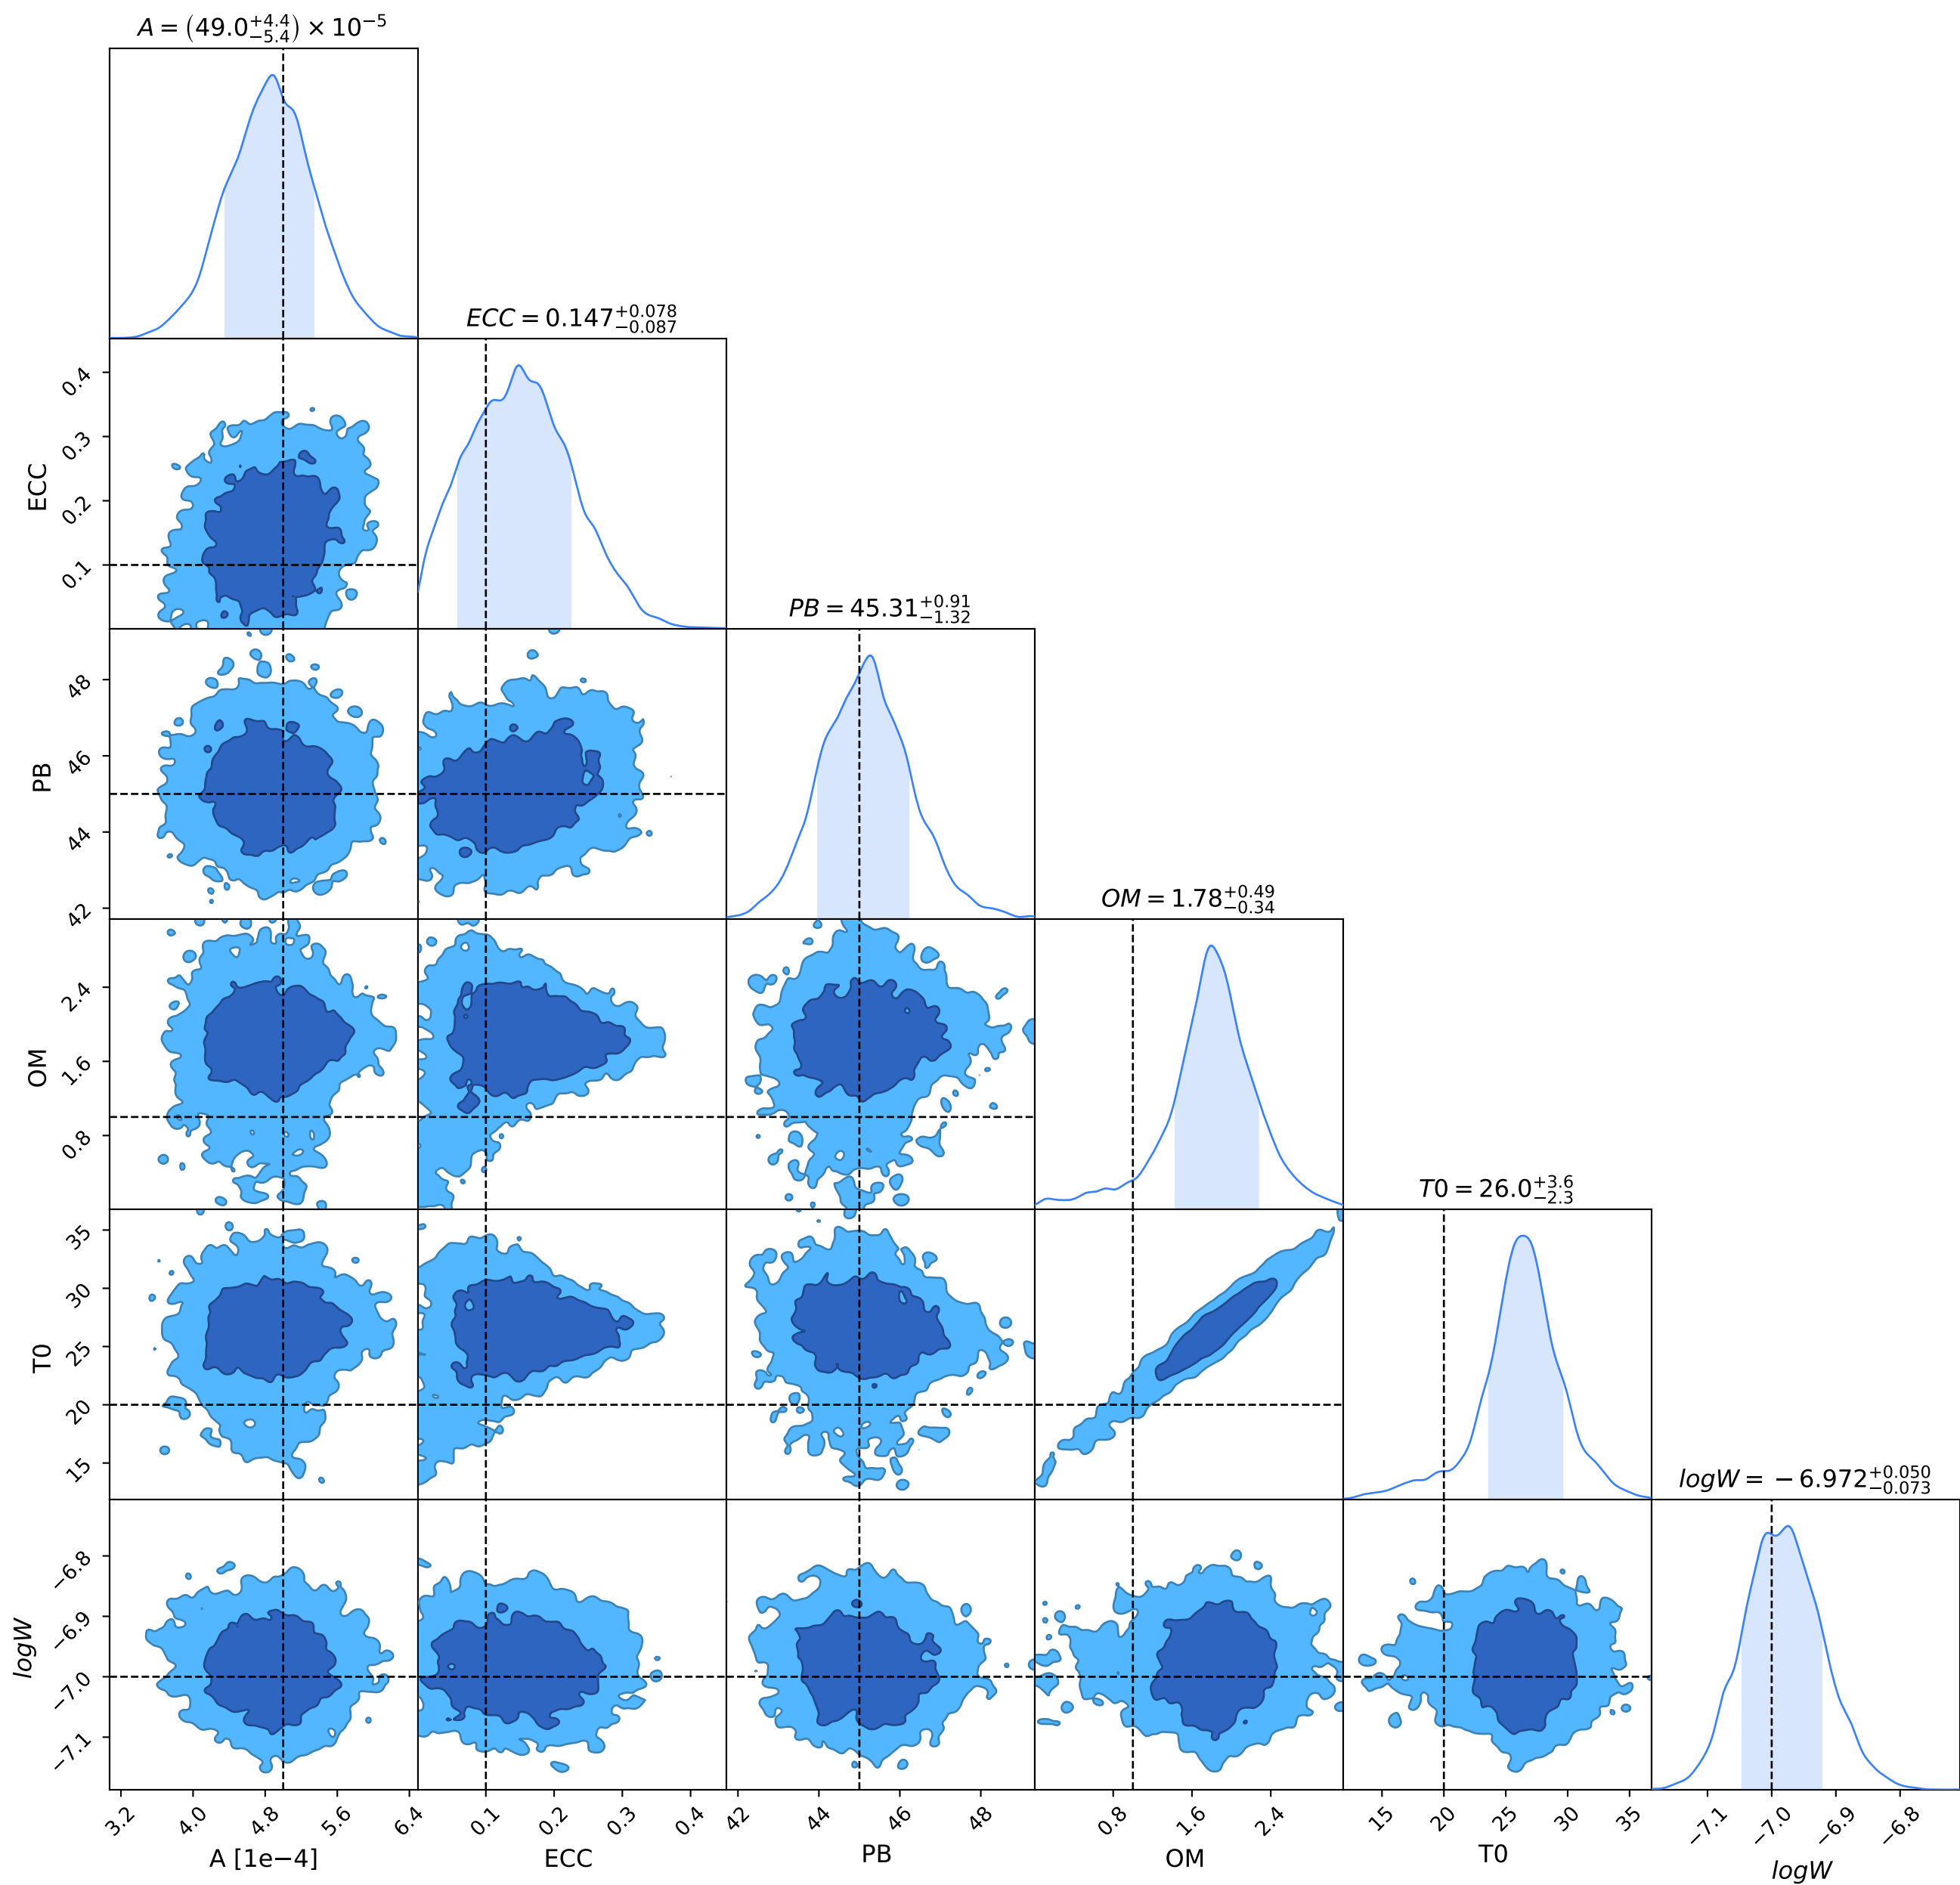 A = (49.0 +4.4 −5.4) × 10−5
ECC = 0.147 +0.078 −0.087
0.4
0.3
0.2
0.1
ECC
PB = 45.31 +0.91 −1.32
48
46
44
42
PB
OM = 1.78 +0.49 −0.34
2.4
1.6
0.8
OM
T0 = 26.0 +3.6 −2.3
35
30
25
20
15
T0
logW = −6.972 +0.050 −0.073
−6.8
−6.9
−7.0
−7.1
logW
3.2 4.0 4.8 5.6 6.4 0.1 0.2 0.3 0.4 42 44 46 48 0.8 1.6 2.4 15 20 25 30 35 −7.1 −7.0 −6.9 −6.8
A [1e−4] ECC PB OM T0 logW